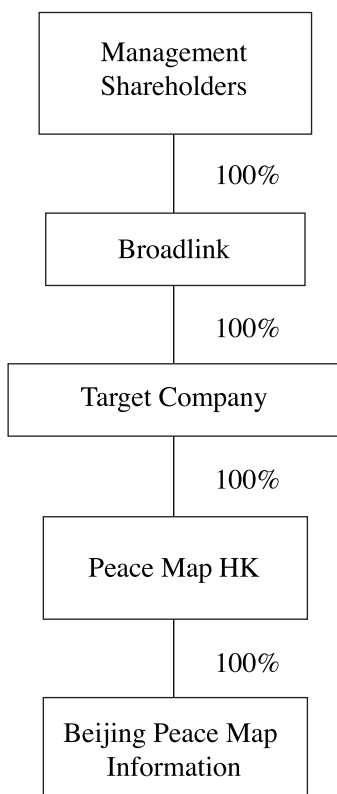 Management
Shareholders
100%
Broadlink
100%
Target Company
100%
Peace Map HK
100%
Beijing Peace Map
Information